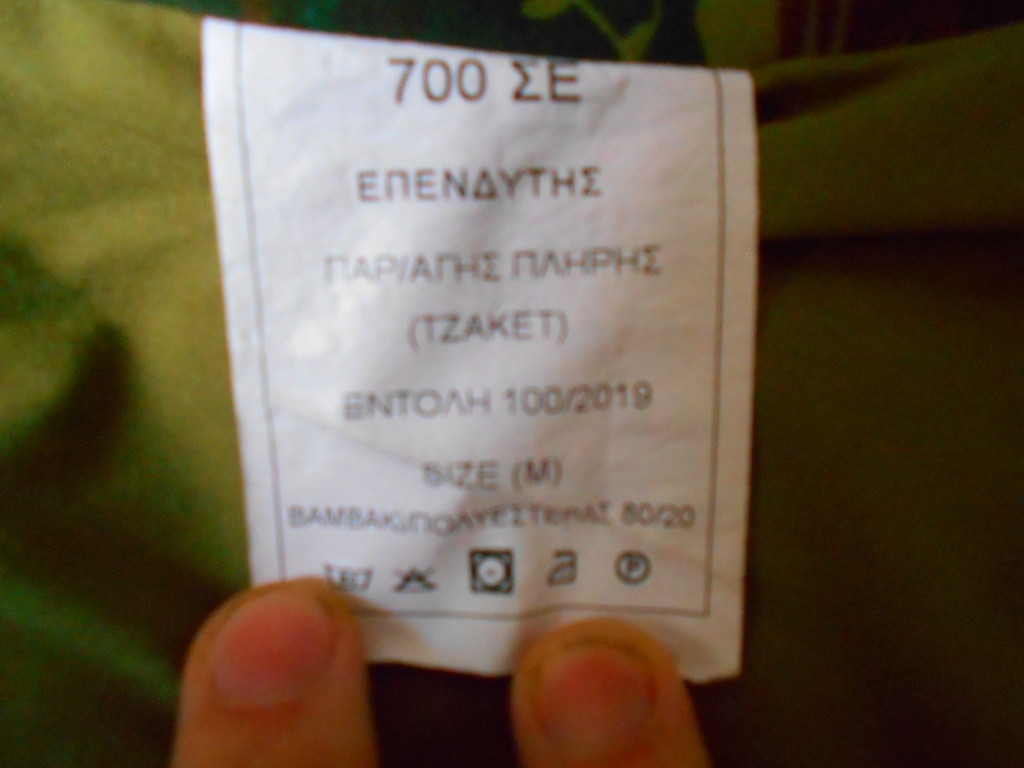 700 ΣΕ
ΕΠΕΝΔΥΤΗΣ
ΠΑΡ/ΑΓΗΣ ΠΛΗΡΗΣ
(ΤΖΑΚΕΤ)
ΕΝΤΟΛΗ 100/2019
SIZE (M)
ΒΑΜΒΑΚΙ/ΠΟΛΥΕΣΤΕΡΑΣ 80/20
P